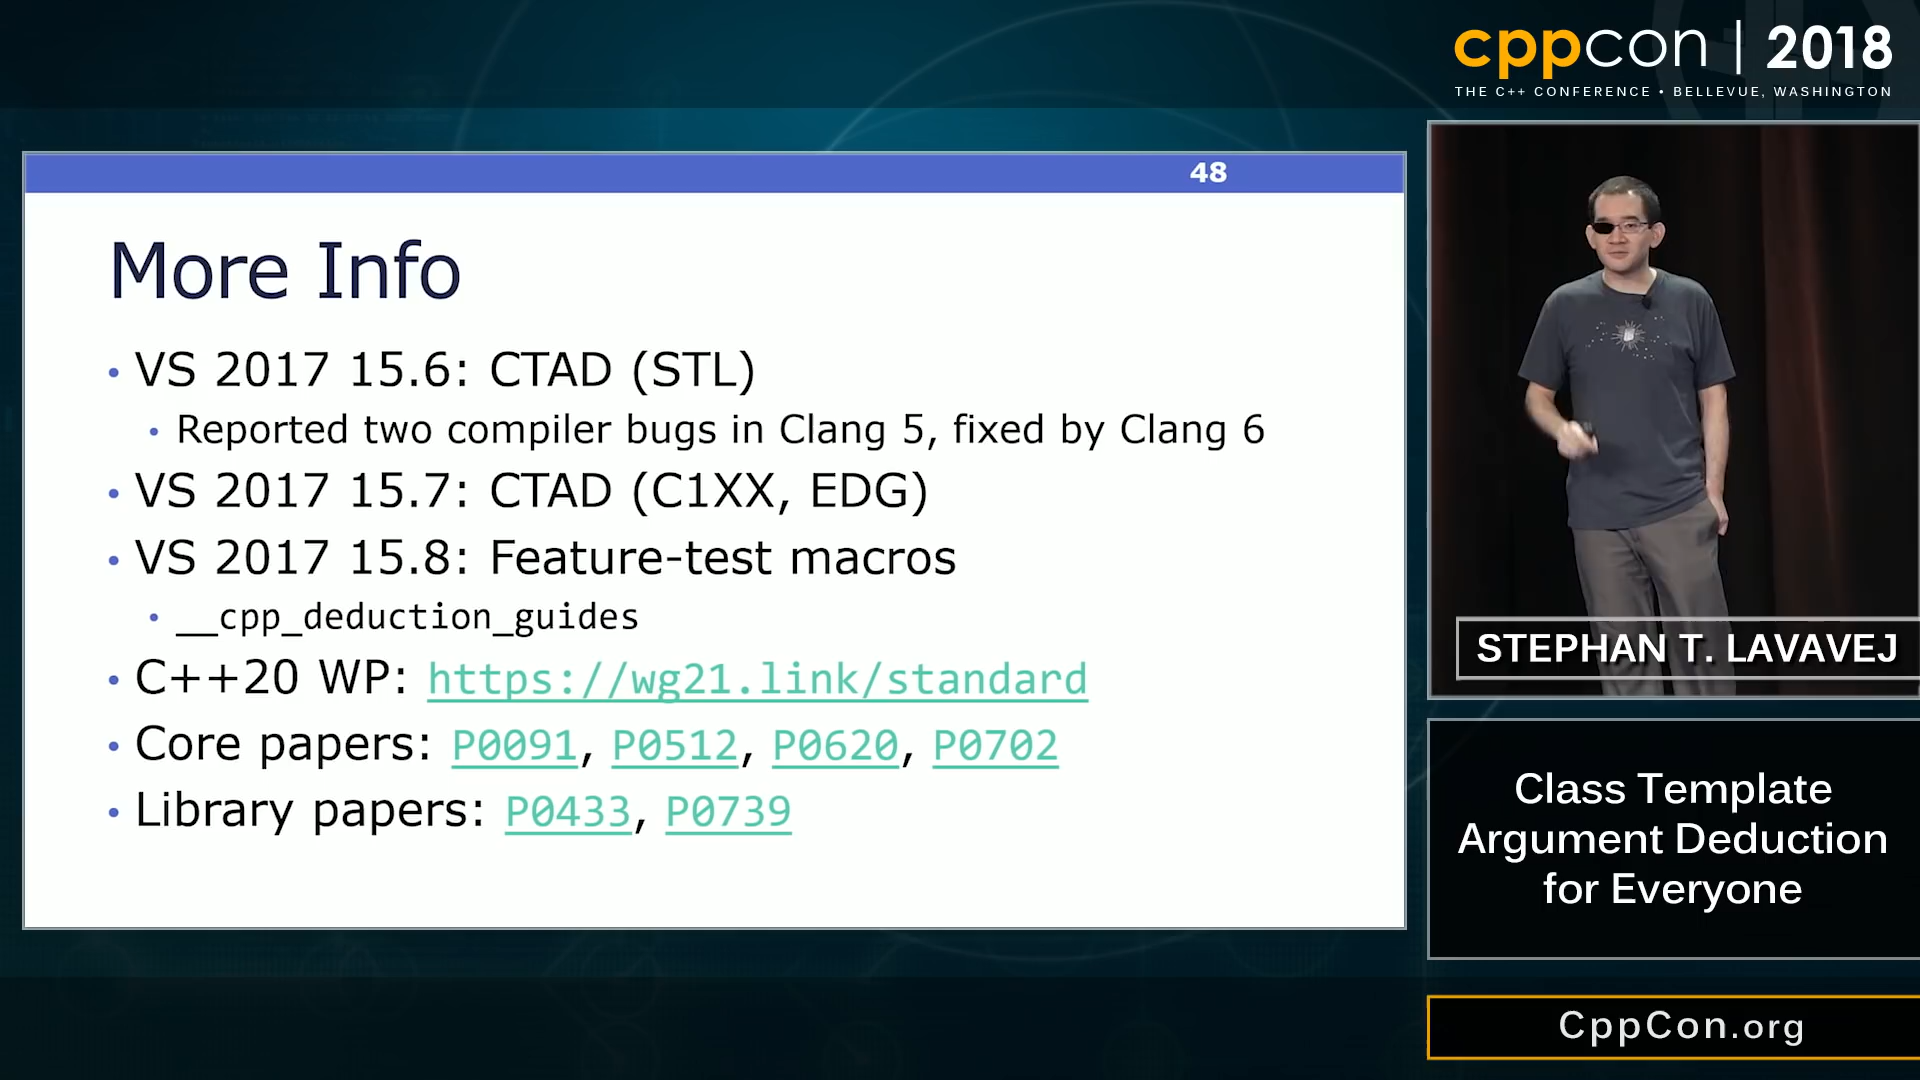 cppcon | 2018
THE C++ CONFERENCE • BELLEVUE, WASHINGTON
48
More Info
• VS 2017 15.6: CTAD (STL)
• Reported two compiler bugs in Clang 5, fixed by Clang 6
• VS 2017 15.7: CTAD (C1XX, EDG)
• VS 2017 15.8: Feature-test macros
• __cpp_deduction_guides
• C++20 WP: https://wg21.link/standard
• Core papers: P0091, P0512, P0620, P0702
• Library papers: P0433, P0739
STEPHAN T. LAVAVEJ
Class Template
Argument Deduction
for Everyone
CppCon.org